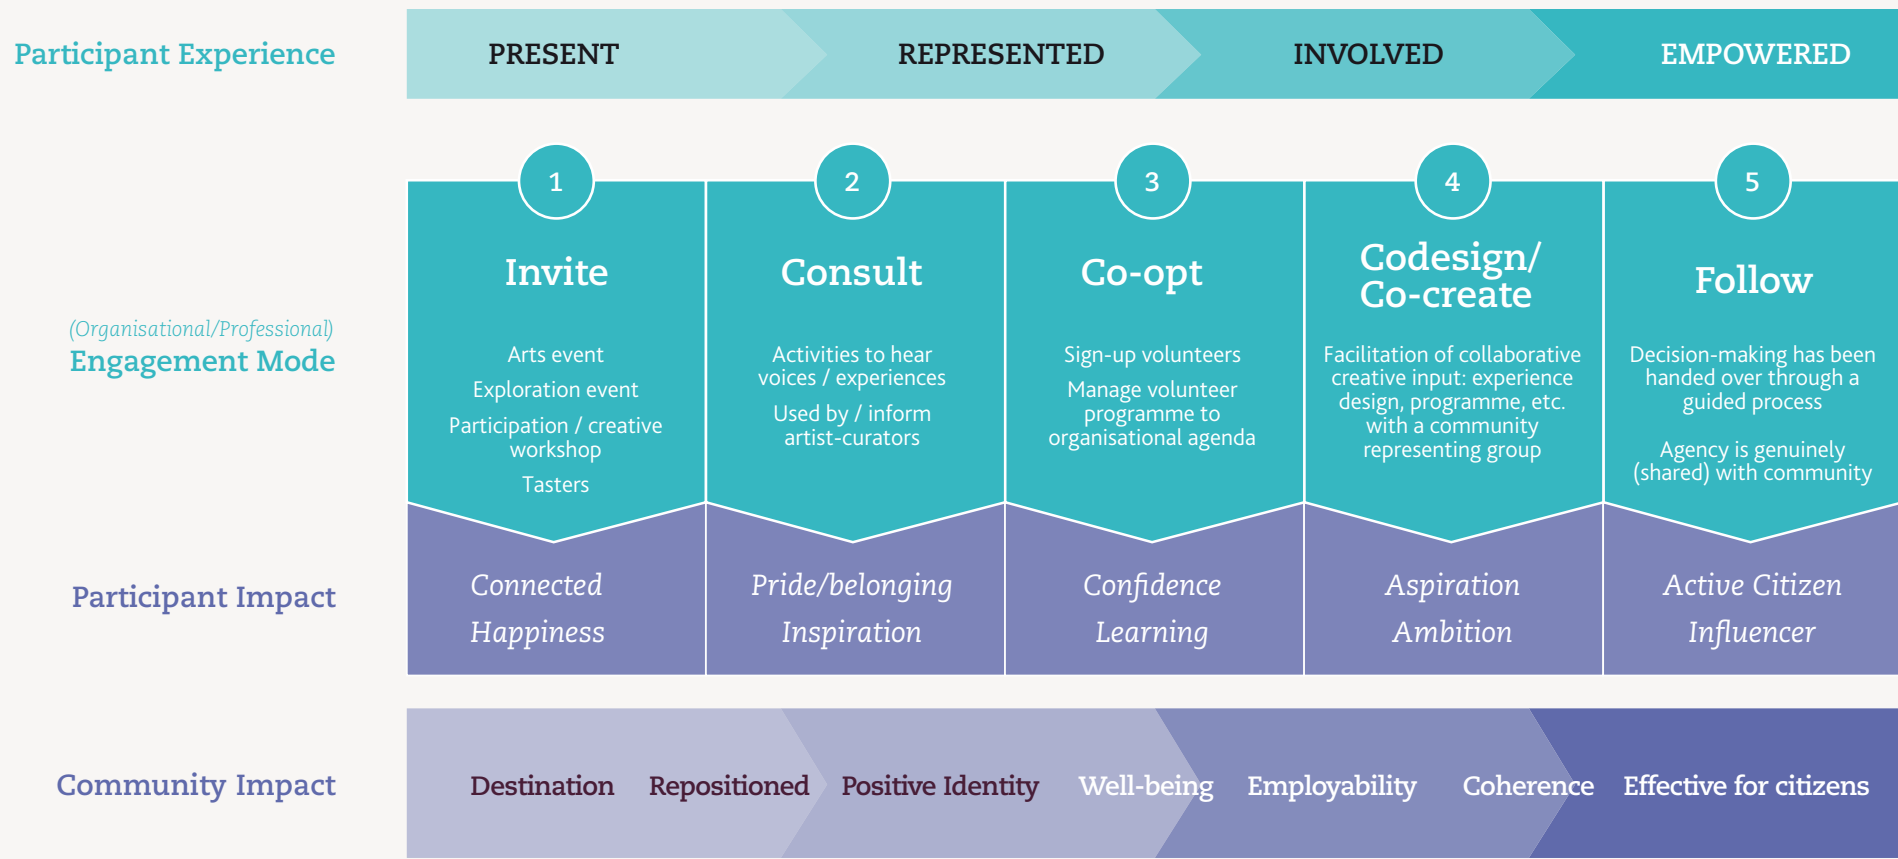 Participant Experience
PRESENT
REPRESENTED
INVOLVED
EMPOWERED
(Organisational/Professional)
Engagement Mode
1
Invite
Arts event
Exploration event
Participation / creative
workshop
Tasters
2
Consult
Activities to hear
voices / experiences
Used by / inform
artist-curators
3
Co-opt
Sign-up volunteers
Manage volunteer
programme to
organisational agenda
4
Codesign/
Co-create
Facilitation of collaborative
creative input: experience
design, programme, etc.
with a community
representing group
5
Follow
Decision-making has been
handed over through a
guided process
Agency is genuinely
(shared) with community
Participant Impact
Connected
Happiness
Pride/belonging
Inspiration
Confidence
Learning
Aspiration
Ambition
Active Citizen
Influencer
Community Impact
Destination
Repositioned
Positive Identity
Well-being
Employability
Coherence
Effective for citizens